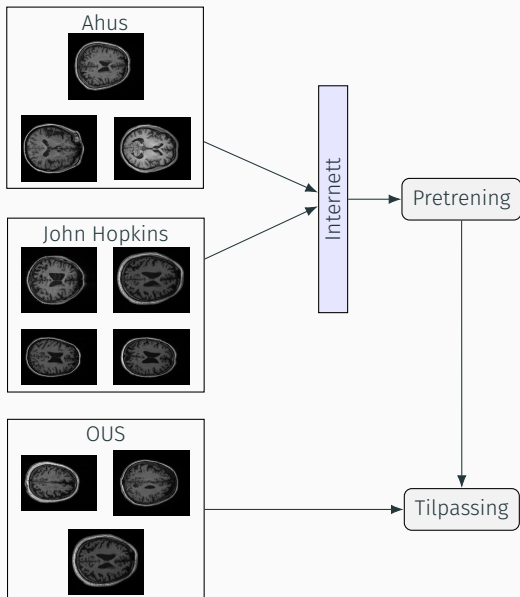 Ahus
Internett
Pretrening
John Hopkins
OUS
Tilpassing